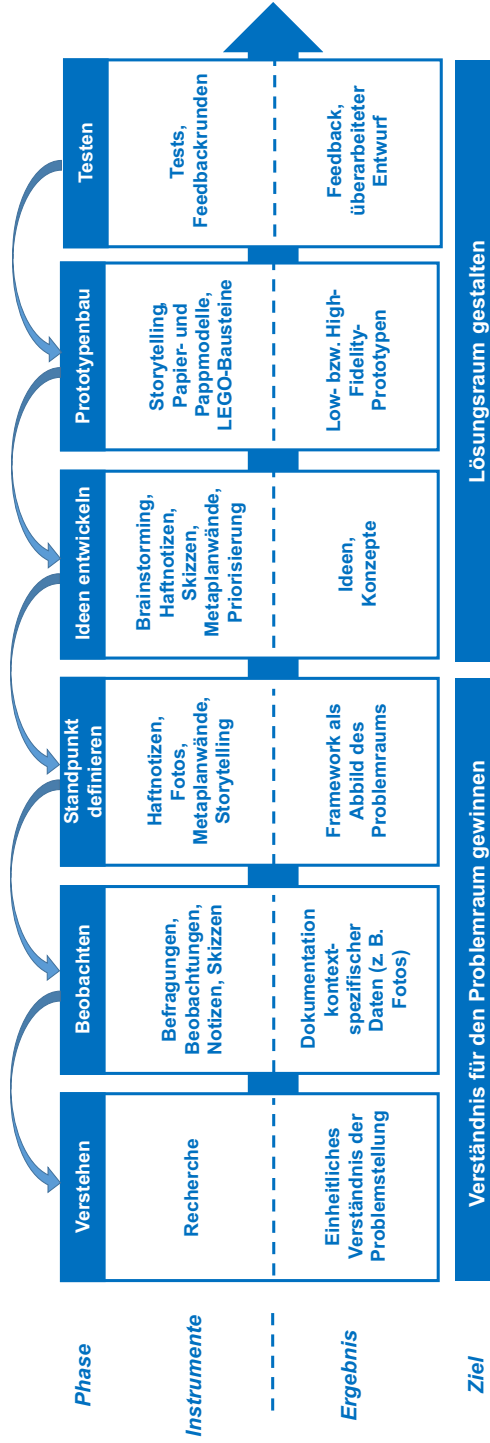 Phase
Verstehen
Beobachten
Standpunkt
definieren
Ideen entwickeln
Prototypenbau
Testen
Instrumente
Recherche
Befragungen,
Beobachtungen,
Notizen, Skizzen
Haftnotizen,
Fotos,
Metaplanwände,
Storytelling
Brainstorming,
Haftnotizen,
Skizzen,
Metaplanwände,
Priorisierung
Storytelling,
Papier- und
Pappmodelle,
LEGO-Bausteine
Tests,
Feedbackrunden
Ergebnis
Einheitliches
Verständnis der
Problemstellung
Dokumentation
kontext-
spezifischer
Daten (z. B.
Fotos)
Framework als
Abbild des
Problemraums
Ideen,
Konzepte
Low- bzw. High-
Fidelity-
Prototypen
Feedback,
überarbeiteter
Entwurf
Ziel
Verständnis für den Problemraum gewinnen
Lösungsraum gestalten